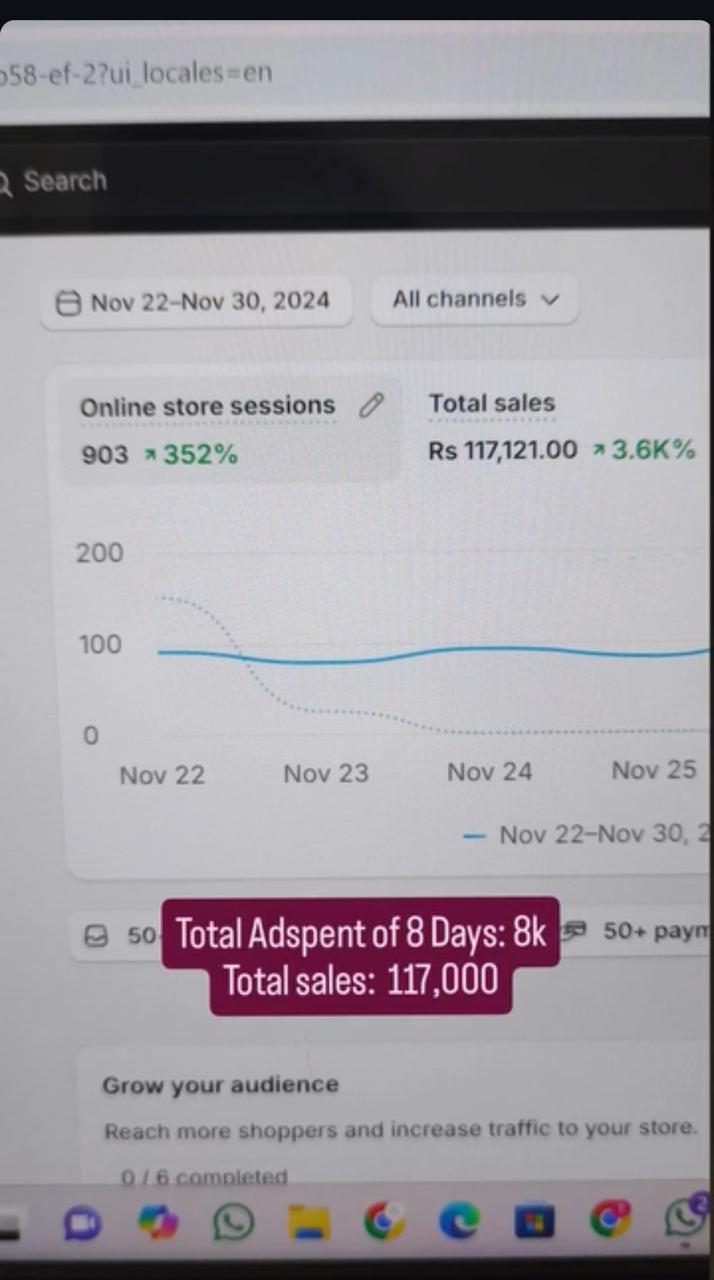 o58-ef-2?ui_locales=en
Search
Nov 22–Nov 30, 2024 All channels
Online store sessions Total sales
903 352% Rs 117,121.00 3.6K%
200
100
0
Nov 22 Nov 23 Nov 24 Nov 25
Nov 22–Nov 30, 2
50 50+ paym
Total Adspent of 8 Days: 8k
Total sales: 117,000
Grow your audience
Reach more shoppers and increase traffic to your store.
0 / 6 completed
2